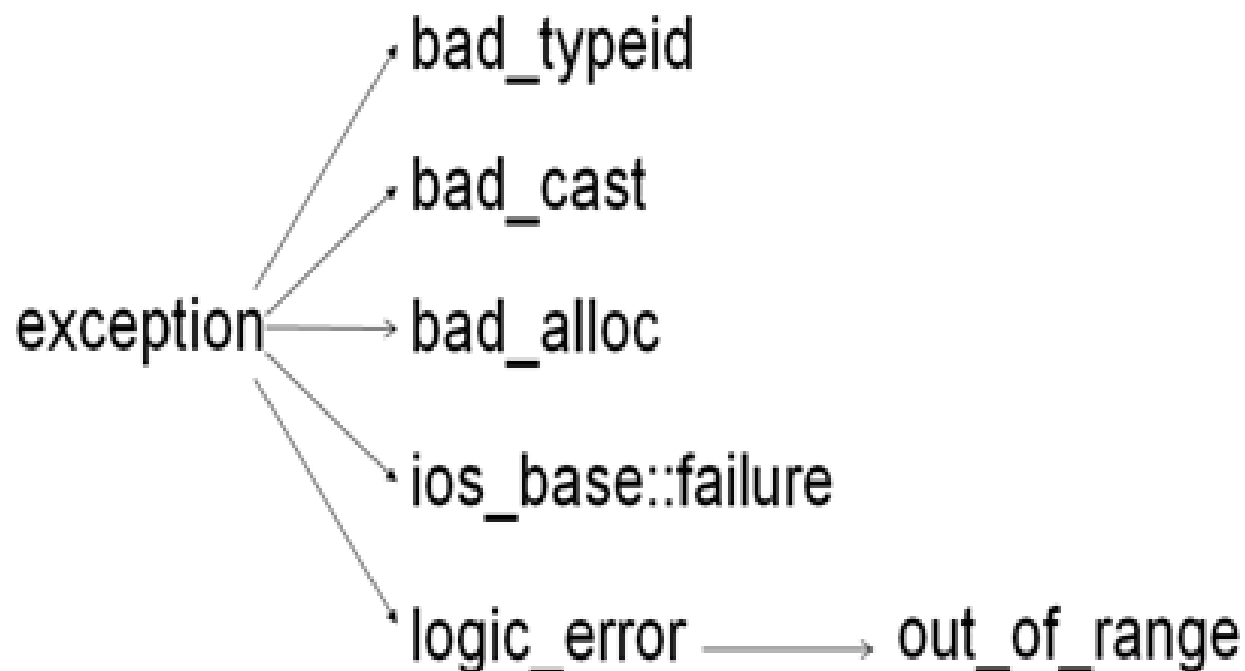 bad_typeid
bad_cast
exception
bad_alloc
ios_base::failure
logic_error
out_of_range